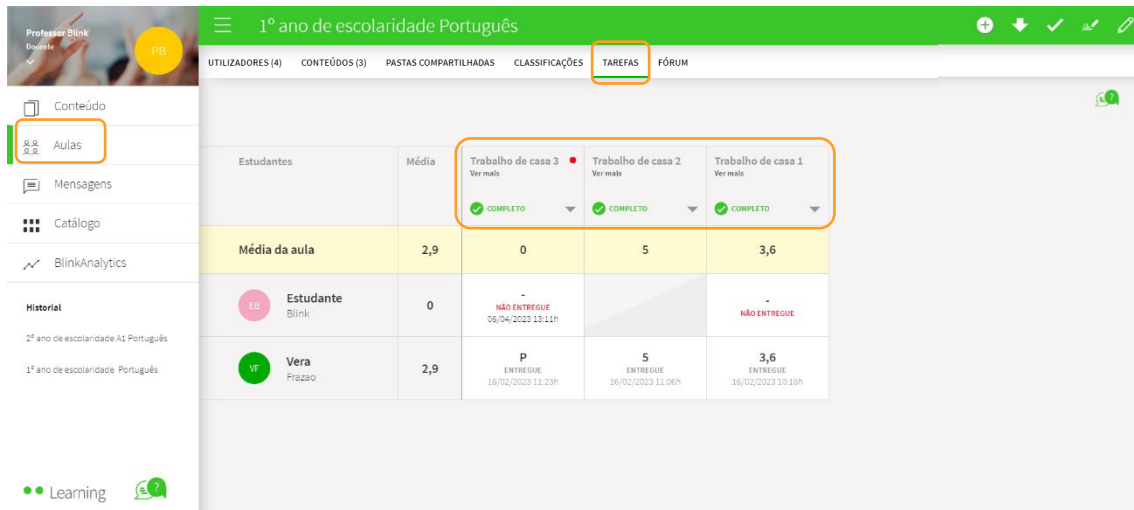 Professor Blink
Docente
PB
1º ano de escolaridade Português
UTILIZADORES (4) CONTEÚDOS (3) PASTAS COMPARTILHADAS CLASSIFICAÇÕES TAREFAS FÓRUM
Conteúdo
Aulas
Mensagens
Catálogo
BlinkAnalytics
Historial
2º ano de escolaridade A1 Português
1º ano de escolaridade Português
Learning
?
?
Estudantes Média Trabalho de casa 3 Trabalho de casa 2 Trabalho de casa 1
Ver mais Ver mais Ver mais
COMPLETO COMPLETO COMPLETO
Média da aula 2,9 0 5 3,6
EB Estudante 0 - -
Blink NÃO ENTREGUE NÃO ENTREGUE
06/04/2023 13:11h
VF Vera 2,9 P 5 3,6
Frazao ENTREGUE ENTREGUE ENTREGUE
16/02/2023 11:23h 16/02/2023 11:06h 16/02/2023 10:16h